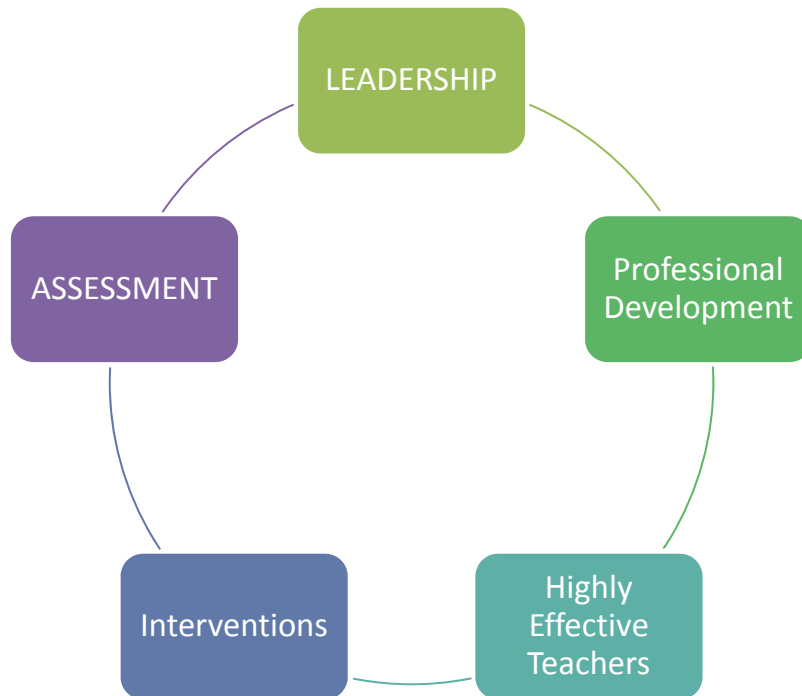 LEADERSHIP
Professional
Development
Highly
Effective
Teachers
Interventions
ASSESSMENT